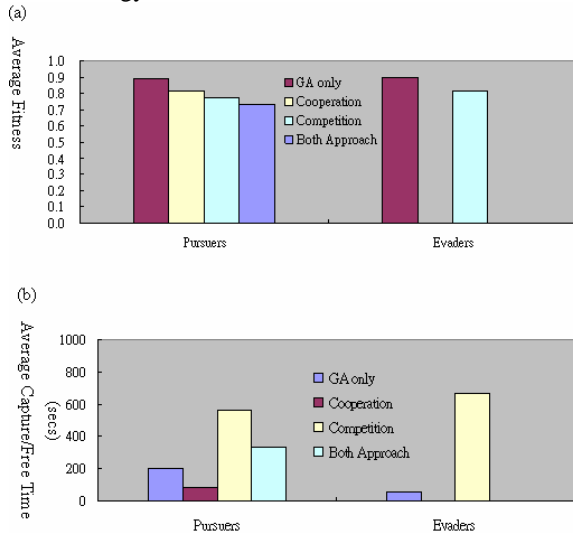 (a)
Average Fitness
1.0
0.9
0.8
0.7
0.6
0.5
0.4
0.3
0.2
0.1
0.0
GA only
Cooperation
Competition
Both Approach
Pursuers
Evaders
(b)
Average Capture/Free Time
(secs)
1000
800
600
400
200
0
GA only
Cooperation
Competition
Both Approach
Pursuers
Evaders